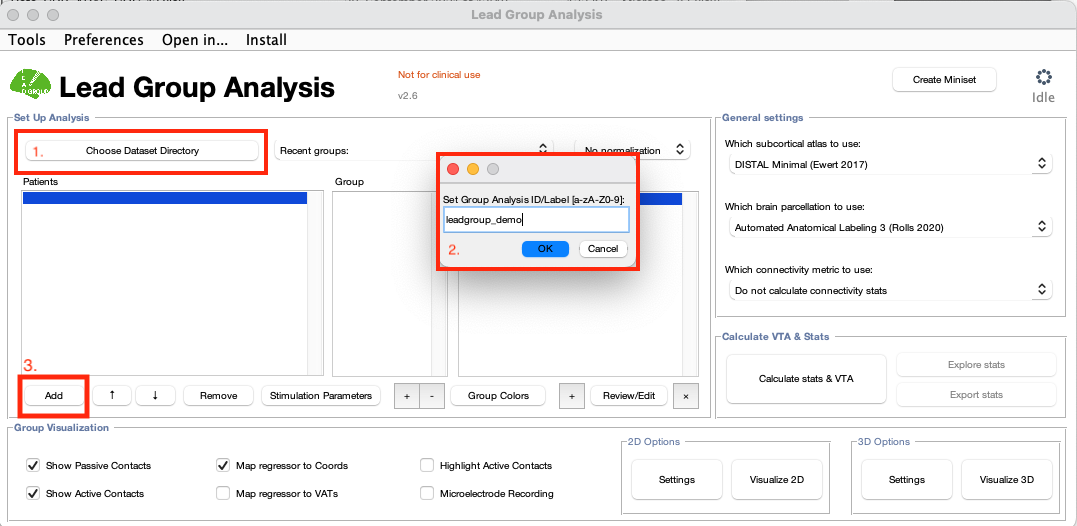 Lead Group Analysis
Tools Preferences Open in... Install
LEAD GROUP
Lead Group Analysis
Not for clinical use
v2.6
Create Miniset
Idle
Set Up Analysis
1. Choose Dataset Directory
Recent groups:
No normalization
Patients
Group
Set Group Analysis ID/Label [a-zA-Z0-9]:
leadgroup_demo
2. OK Cancel
3.
Add ↑ ↓ Remove Stimulation Parameters + - Group Colors + Review/Edit ×
General settings
Which subcortical atlas to use:
DISTAL Minimal (Ewert 2017)
Which brain parcellation to use:
Automated Anatomical Labeling 3 (Rolls 2020)
Which connectivity metric to use:
Do not calculate connectivity stats
Calculate VTA & Stats
Calculate stats & VTA
Explore stats
Export stats
Group Visualization
Show Passive Contacts Map regressor to Coords Highlight Active Contacts
Show Active Contacts Map regressor to VATs Microelectrode Recording
2D Options
Settings Visualize 2D
3D Options
Settings Visualize 3D